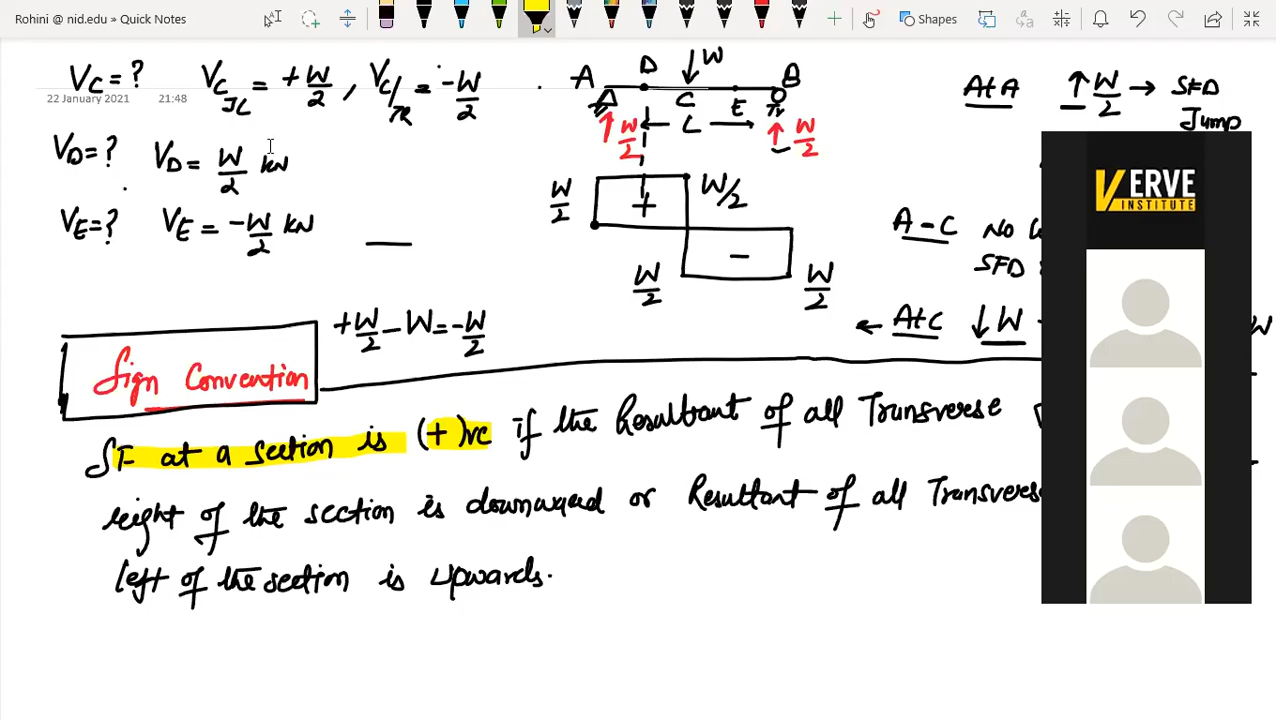 Rohini @ nid.edu » Quick Notes
Shapes
VC = ? VC JL = +W/2, VC/JR = -W/2
22 January 2021 21:48
VD = ? VD = W/2 kN
VE = ? VE = -W/2 kN
A D W B
C E
W/2 L W/2
W/2 + W/2
W/2 - W/2
At A ↑W/2 → SFD
Jump
A-C NO
SFD
← At C ↓W
W
VERVE
INSTITUTE
+W/2 - W = -W/2
Sign Convention
SF at a section is (+)ve if the Resultant of all Transverse
right of the section is downward or Resultant of all Transverse
left of the section is upwards.